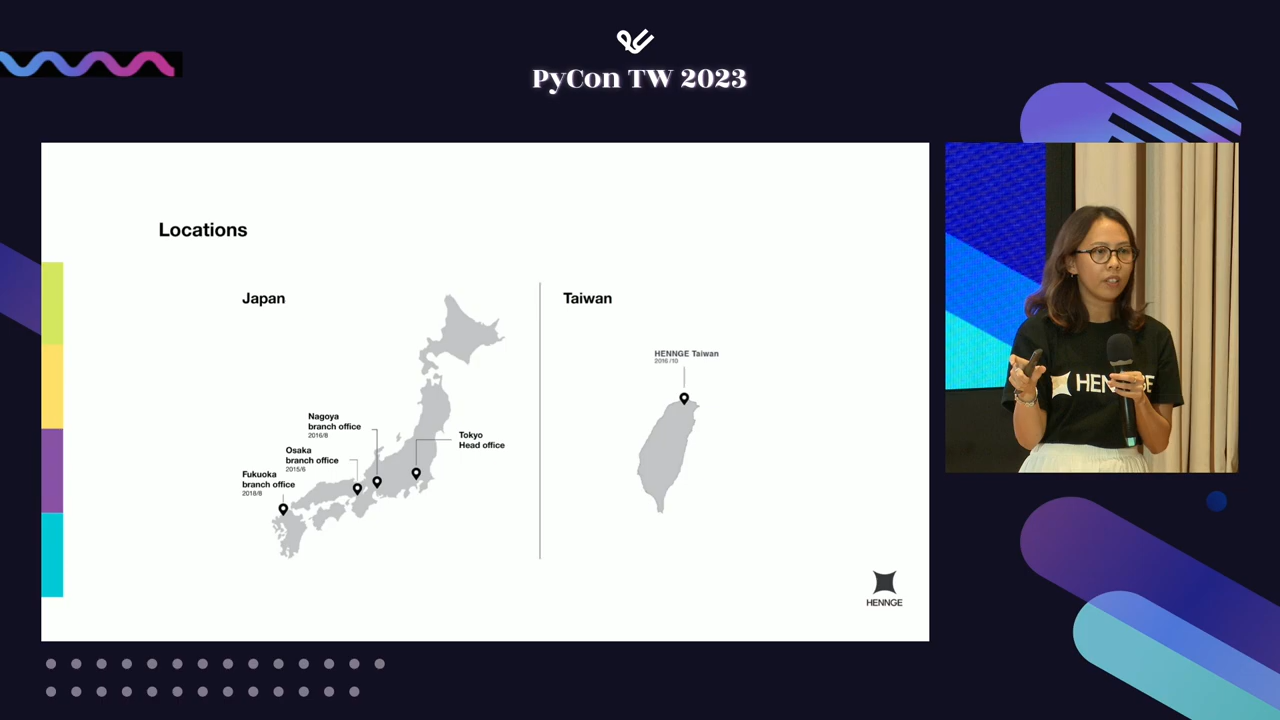 PyCon TW 2023
Locations
Japan
Taiwan
HENNGE Taiwan
2016/10
Nagoya
branch office
2016/8
Tokyo
Head office
Osaka
branch office
2015/6
Fukuoka
branch office
2018/8
HENNGE
HENNGE